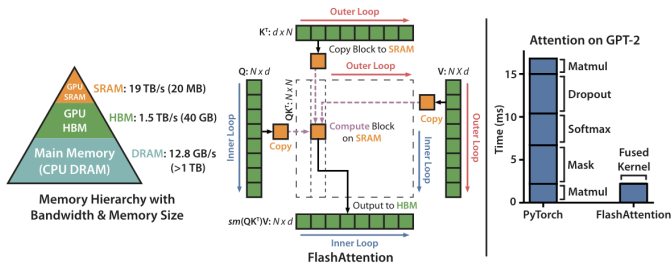 GPU
SRAM
GPU
HBM
Main Memory
(CPU DRAM)
SRAM: 19 TB/s (20 MB)
HBM: 1.5 TB/s (40 GB)
DRAM: 12.8 GB/s
(>1 TB)
Memory Hierarchy with
Bandwidth & Memory Size
Outer Loop
Kᵀ: d x N
Copy Block to SRAM
Outer Loop
Q: N x d
V: N X d
QKᵀ: N x N
Copy
Copy
Compute Block
on SRAM
Inner Loop
Inner Loop
Outer Loop
Output to HBM
sm(QKᵀ)V: N x d
Inner Loop
FlashAttention
Attention on GPT-2
Time (ms)
15
10
5
0
Matmul
Dropout
Softmax
Mask
Matmul
Fused
Kernel
PyTorch
FlashAttention